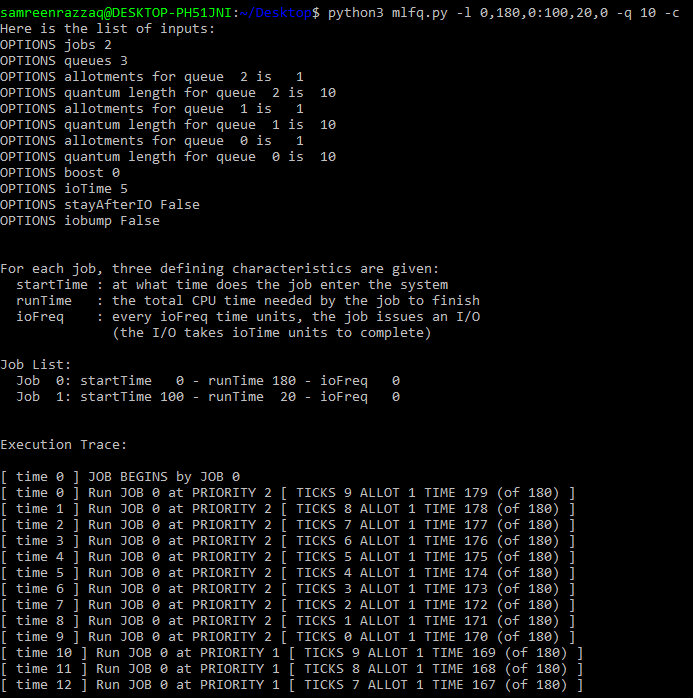 samreenrazzaq@DESKTOP-PH51JNI:~/Desktop$ python3 mlfq.py -l 0,180,0:100,20,0 -q 10 -c
Here is the list of inputs:
OPTIONS jobs 2
OPTIONS queues 3
OPTIONS allotments for queue  2 is   1
OPTIONS quantum length for queue  2 is  10
OPTIONS allotments for queue  1 is   1
OPTIONS quantum length for queue  1 is  10
OPTIONS allotments for queue  0 is   1
OPTIONS quantum length for queue  0 is  10
OPTIONS boost 0
OPTIONS ioTime 5
OPTIONS stayAfterIO False
OPTIONS iobump False
For each job, three defining characteristics are given:
  startTime : at what time does the job enter the system
  runTime   : the total CPU time needed by the job to finish
  ioFreq    : every ioFreq time units, the job issues an I/O
              (the I/O takes ioTime units to complete)
Job List:
  Job  0: startTime   0 - runTime 180 - ioFreq   0
  Job  1: startTime 100 - runTime  20 - ioFreq   0
Execution Trace:
[ time 0 ] JOB BEGINS by JOB 0
[ time 0 ] Run JOB 0 at PRIORITY 2 [ TICKS 9 ALLOT 1 TIME 179 (of 180) ]
[ time 1 ] Run JOB 0 at PRIORITY 2 [ TICKS 8 ALLOT 1 TIME 178 (of 180) ]
[ time 2 ] Run JOB 0 at PRIORITY 2 [ TICKS 7 ALLOT 1 TIME 177 (of 180) ]
[ time 3 ] Run JOB 0 at PRIORITY 2 [ TICKS 6 ALLOT 1 TIME 176 (of 180) ]
[ time 4 ] Run JOB 0 at PRIORITY 2 [ TICKS 5 ALLOT 1 TIME 175 (of 180) ]
[ time 5 ] Run JOB 0 at PRIORITY 2 [ TICKS 4 ALLOT 1 TIME 174 (of 180) ]
[ time 6 ] Run JOB 0 at PRIORITY 2 [ TICKS 3 ALLOT 1 TIME 173 (of 180) ]
[ time 7 ] Run JOB 0 at PRIORITY 2 [ TICKS 2 ALLOT 1 TIME 172 (of 180) ]
[ time 8 ] Run JOB 0 at PRIORITY 2 [ TICKS 1 ALLOT 1 TIME 171 (of 180) ]
[ time 9 ] Run JOB 0 at PRIORITY 2 [ TICKS 0 ALLOT 1 TIME 170 (of 180) ]
[ time 10 ] Run JOB 0 at PRIORITY 1 [ TICKS 9 ALLOT 1 TIME 169 (of 180) ]
[ time 11 ] Run JOB 0 at PRIORITY 1 [ TICKS 8 ALLOT 1 TIME 168 (of 180) ]
[ time 12 ] Run JOB 0 at PRIORITY 1 [ TICKS 7 ALLOT 1 TIME 167 (of 180) ]